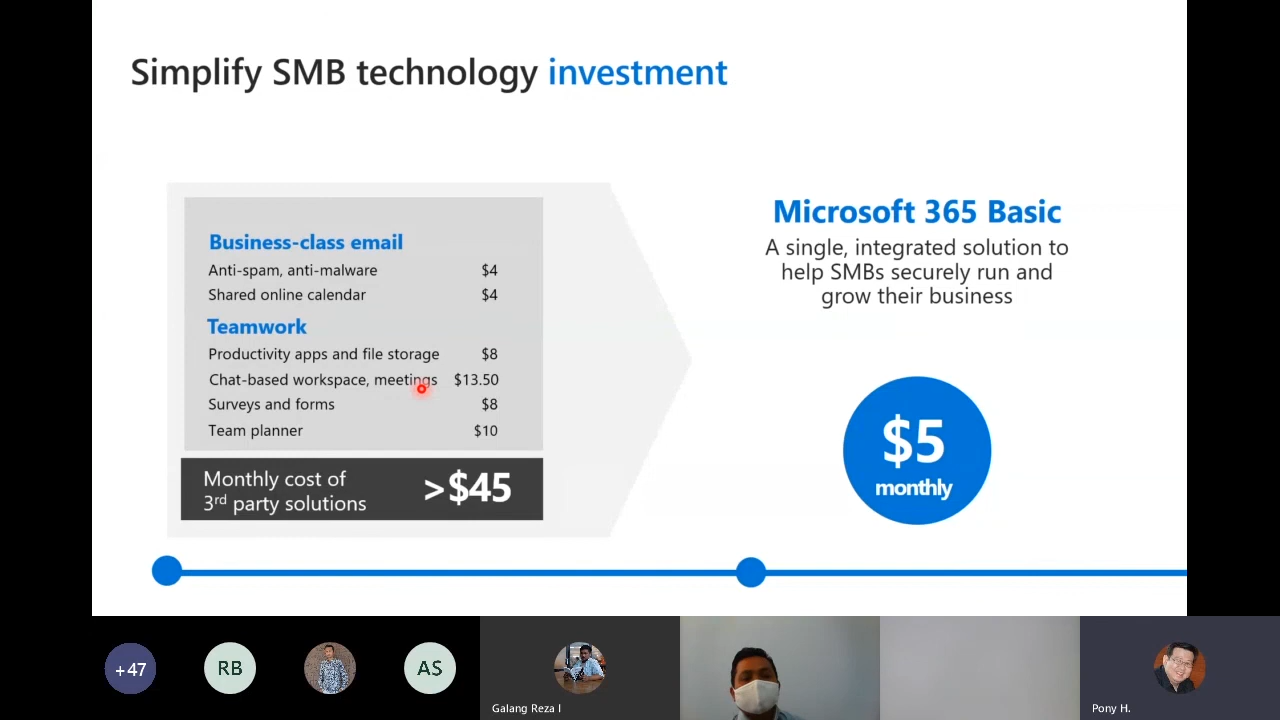 Simplify SMB technology investment
Business-class email
Anti-spam, anti-malware $4
Shared online calendar $4
Teamwork
Productivity apps and file storage $8
Chat-based workspace, meetings $13.50
Surveys and forms $8
Team planner $10
Monthly cost of
3rd party solutions
>$45
Microsoft 365 Basic
A single, integrated solution to
help SMBs securely run and
grow their business
$5
monthly
+47
RB
AS
Galang Reza I
Pony H.